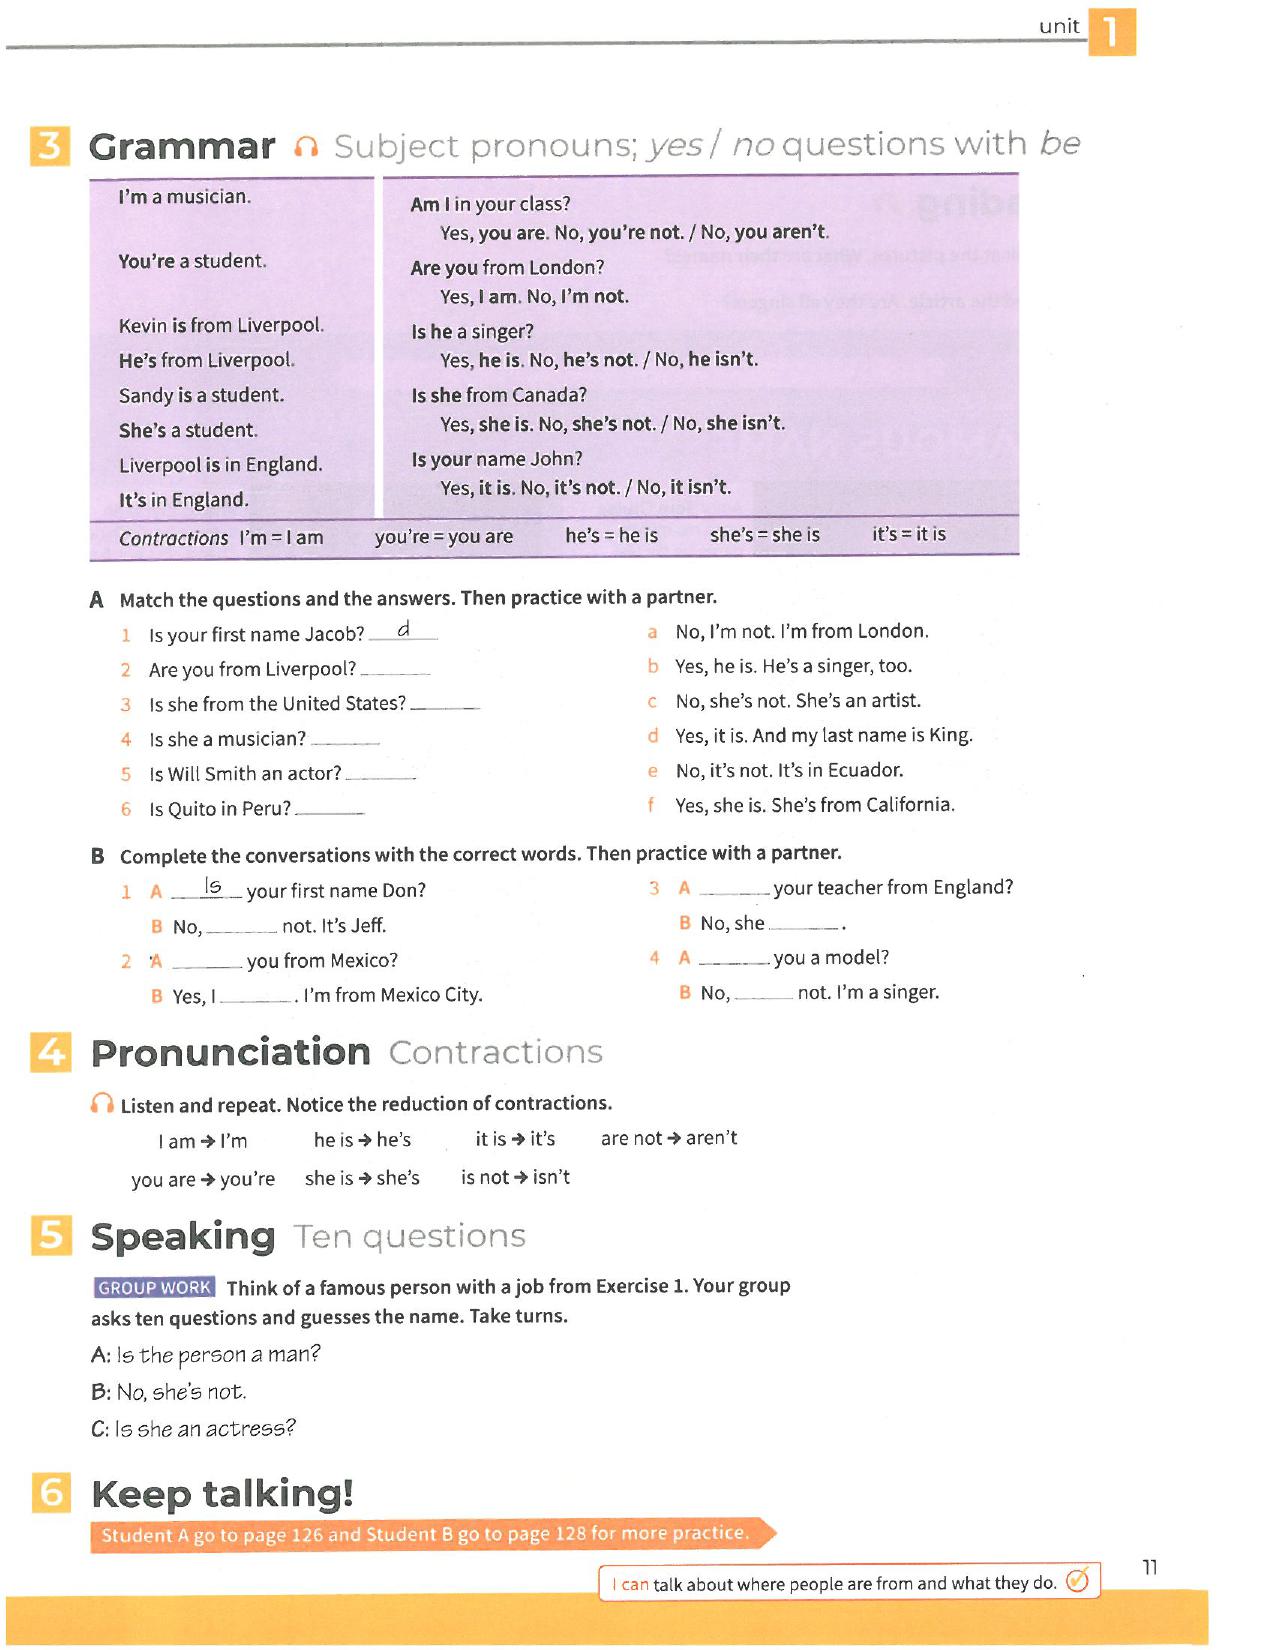 unit 1
3 Grammar Subject pronouns; yes / no questions with be
I'm a musician.
Am I in your class?
Yes, you are. No, you're not. / No, you aren't.
You're a student.
Are you from London?
Yes, I am. No, I'm not.
Kevin is from Liverpool.
Is he a singer?
He's from Liverpool.
Yes, he is. No, he's not. / No, he isn't.
Sandy is a student.
Is she from Canada?
She's a student.
Yes, she is. No, she's not. / No, she isn't.
Liverpool is in England.
Is your name John?
It's in England.
Yes, it is. No, it's not. / No, it isn't.
Contractions I'm = I am you're = you are he's = he is she's = she is it's = it is
A Match the questions and the answers. Then practice with a partner.
1 Is your first name Jacob? d
2 Are you from Liverpool?
3 Is she from the United States?
4 Is she a musician?
5 Is Will Smith an actor?
6 Is Quito in Peru?
a No, I'm not. I'm from London.
b Yes, he is. He's a singer, too.
c No, she's not. She's an artist.
d Yes, it is. And my last name is King.
e No, it's not. It's in Ecuador.
f Yes, she is. She's from California.
B Complete the conversations with the correct words. Then practice with a partner.
1 A Is your first name Don?
B No, ______ not. It's Jeff.
2 A ______ you from Mexico?
B Yes, I ______. I'm from Mexico City.
3 A ______ your teacher from England?
B No, she ______.
4 A ______ you a model?
B No, ______ not. I'm a singer.
4 Pronunciation Contractions
Listen and repeat. Notice the reduction of contractions.
I am → I'm he is → he's it is → it's are not → aren't
you are → you're she is → she's is not → isn't
5 Speaking Ten questions
GROUP WORK Think of a famous person with a job from Exercise 1. Your group
asks ten questions and guesses the name. Take turns.
A: Is the person a man?
B: No, she's not.
C: Is she an actress?
6 Keep talking!
Student A go to page 126 and Student B go to page 128 for more practice.
I can talk about where people are from and what they do.
11